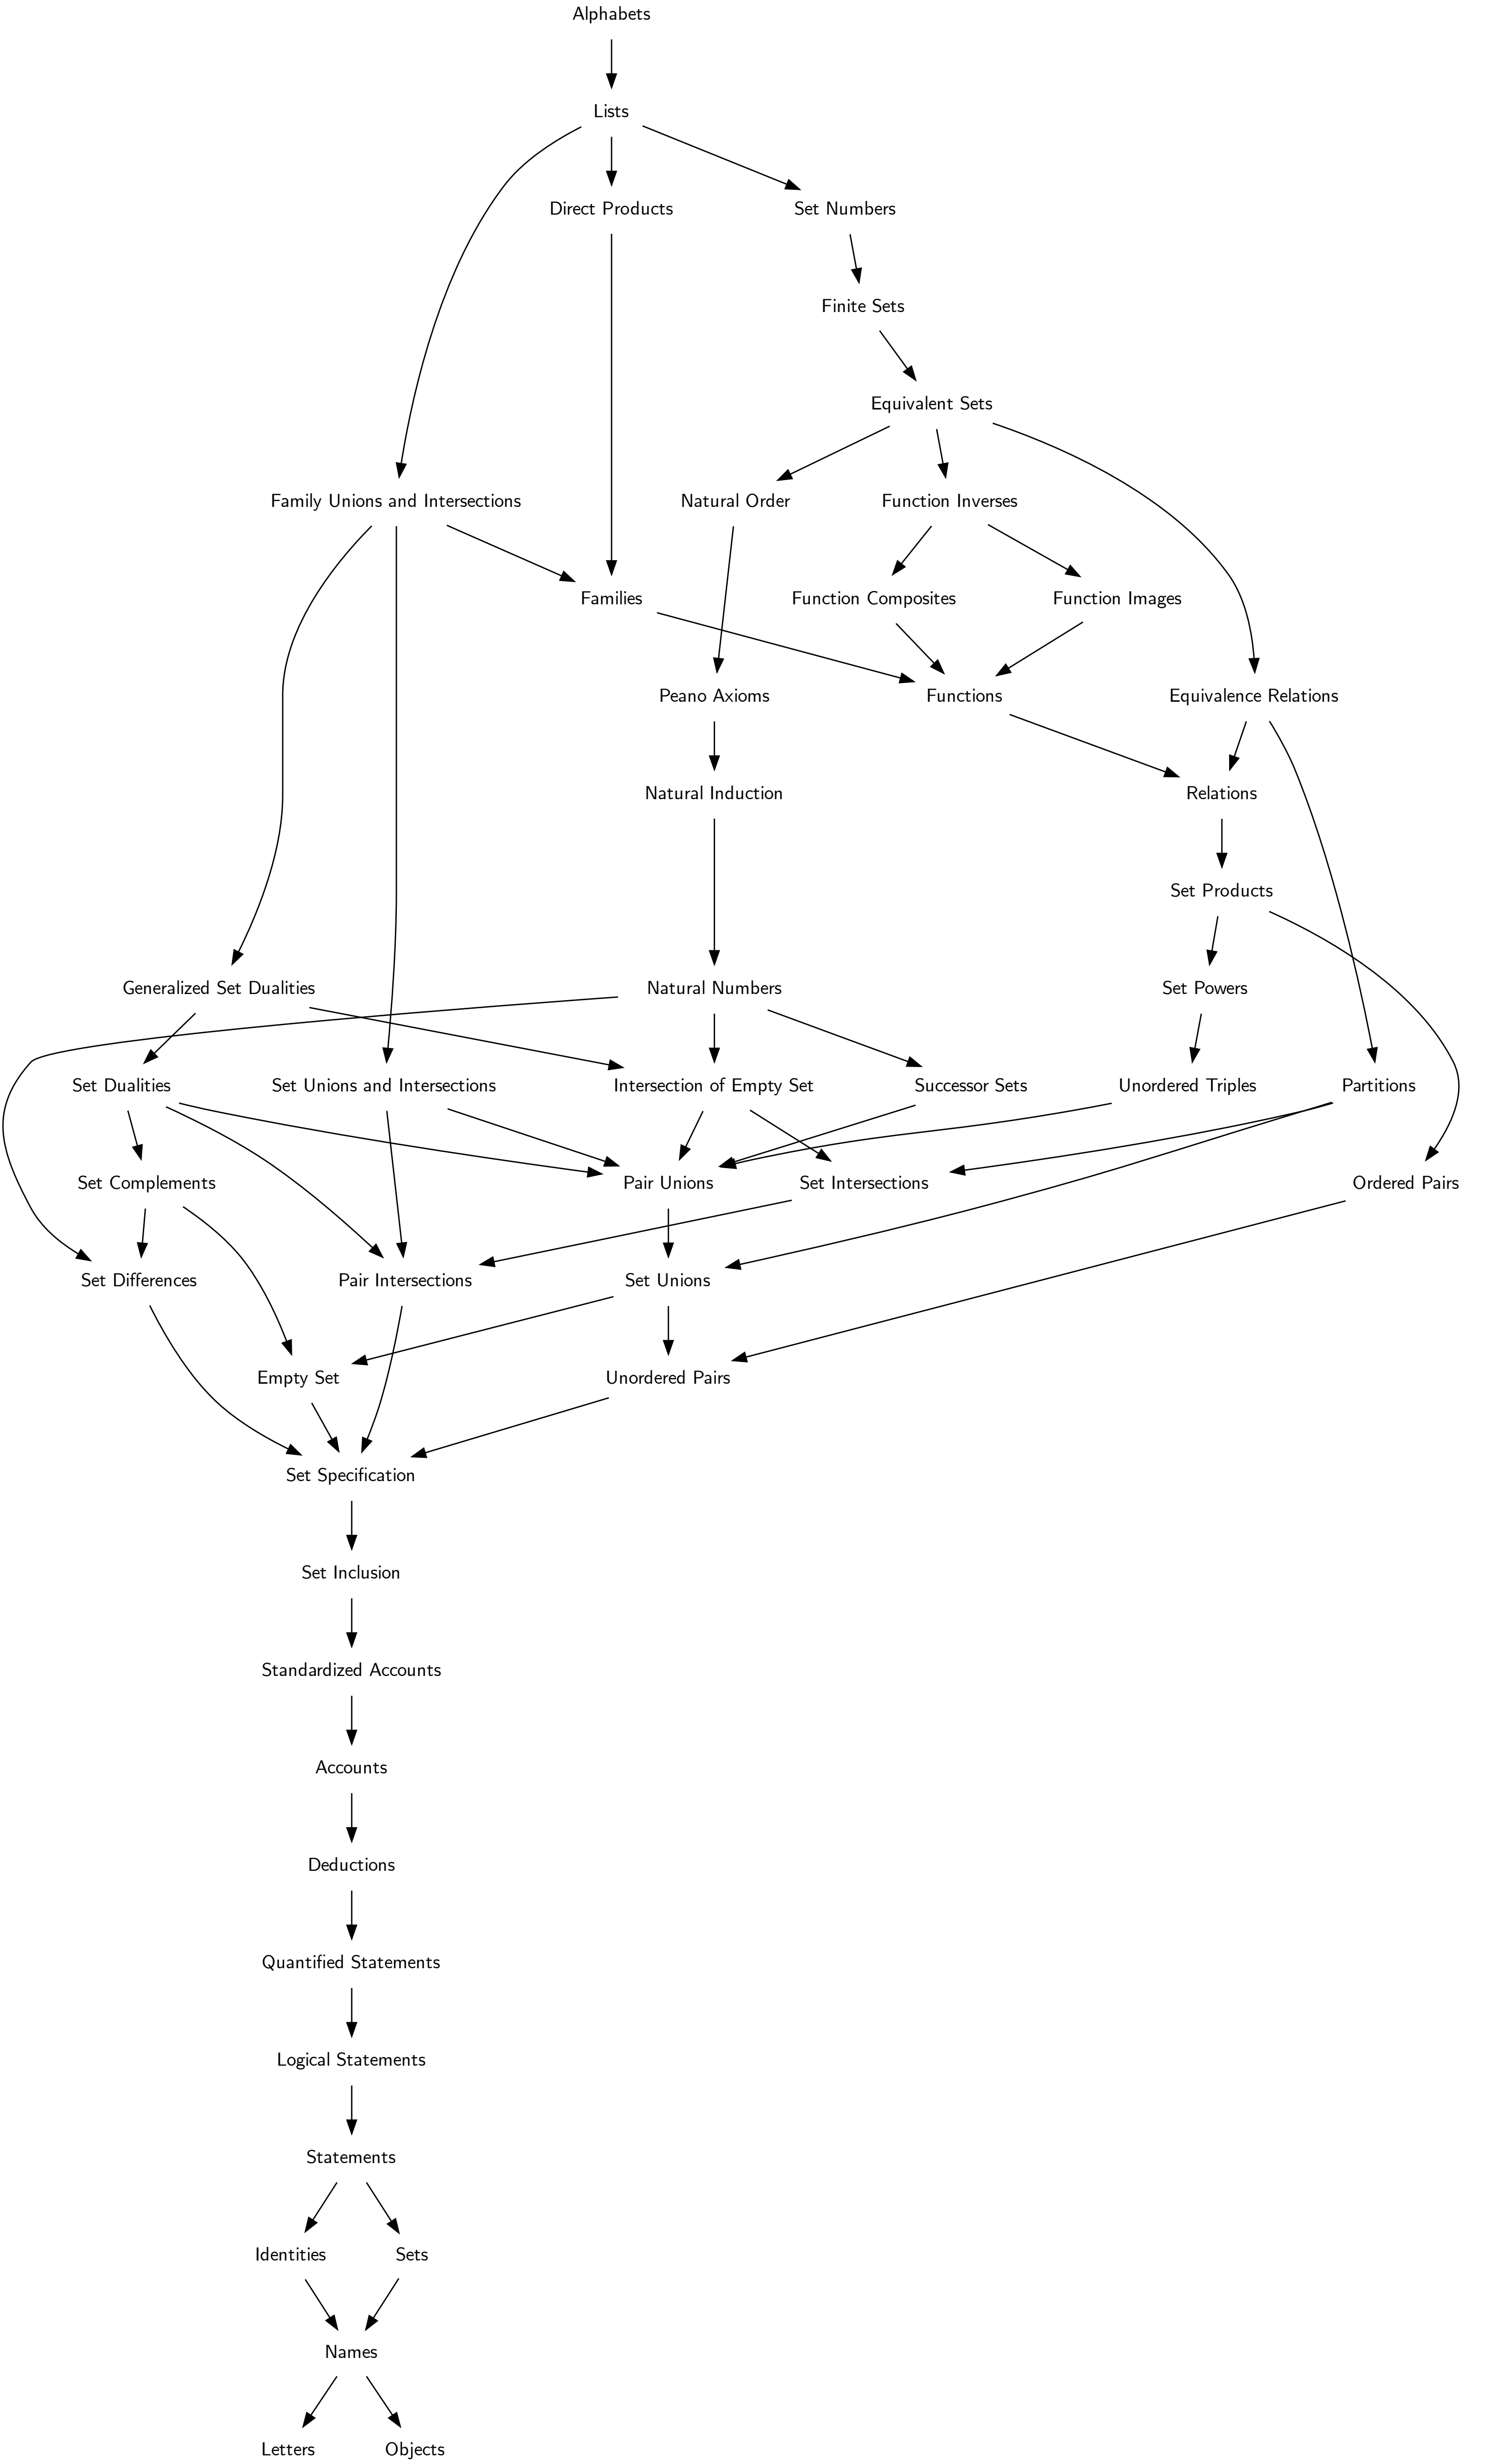 Alphabets
Lists
Direct Products
Set Numbers
Finite Sets
Equivalent Sets
Family Unions and Intersections
Natural Order
Function Inverses
Families
Function Composites
Function Images
Peano Axioms
Functions
Equivalence Relations
Natural Induction
Relations
Set Products
Generalized Set Dualities
Natural Numbers
Set Powers
Set Dualities
Set Unions and Intersections
Intersection of Empty Set
Successor Sets
Unordered Triples
Partitions
Set Complements
Pair Unions
Set Intersections
Ordered Pairs
Set Differences
Pair Intersections
Set Unions
Empty Set
Unordered Pairs
Set Specification
Set Inclusion
Standardized Accounts
Accounts
Deductions
Quantified Statements
Logical Statements
Statements
Identities
Sets
Names
Letters
Objects